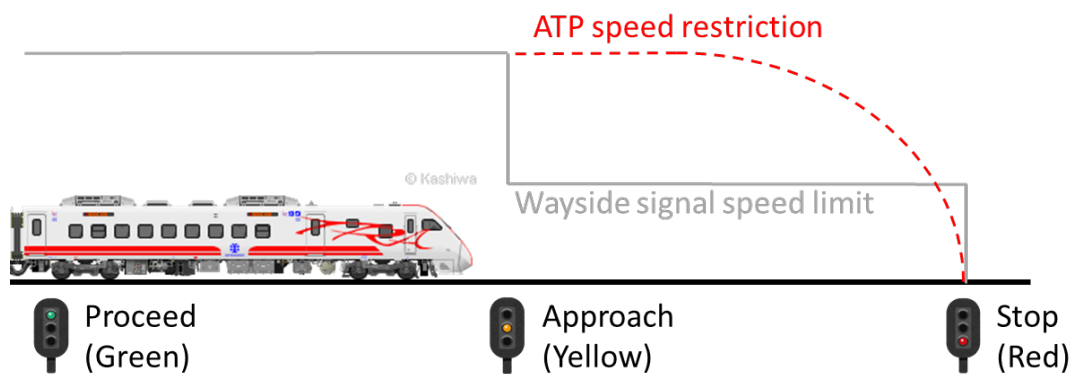 ATP speed restriction
© Kashiwa
Wayside signal speed limit
Proceed
(Green)
Approach
(Yellow)
Stop
(Red)